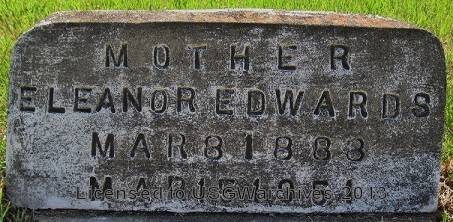 MOTHER
ELEANOR EDWARDS
MAR 8 1883
Licensed to USGWarchives 2013